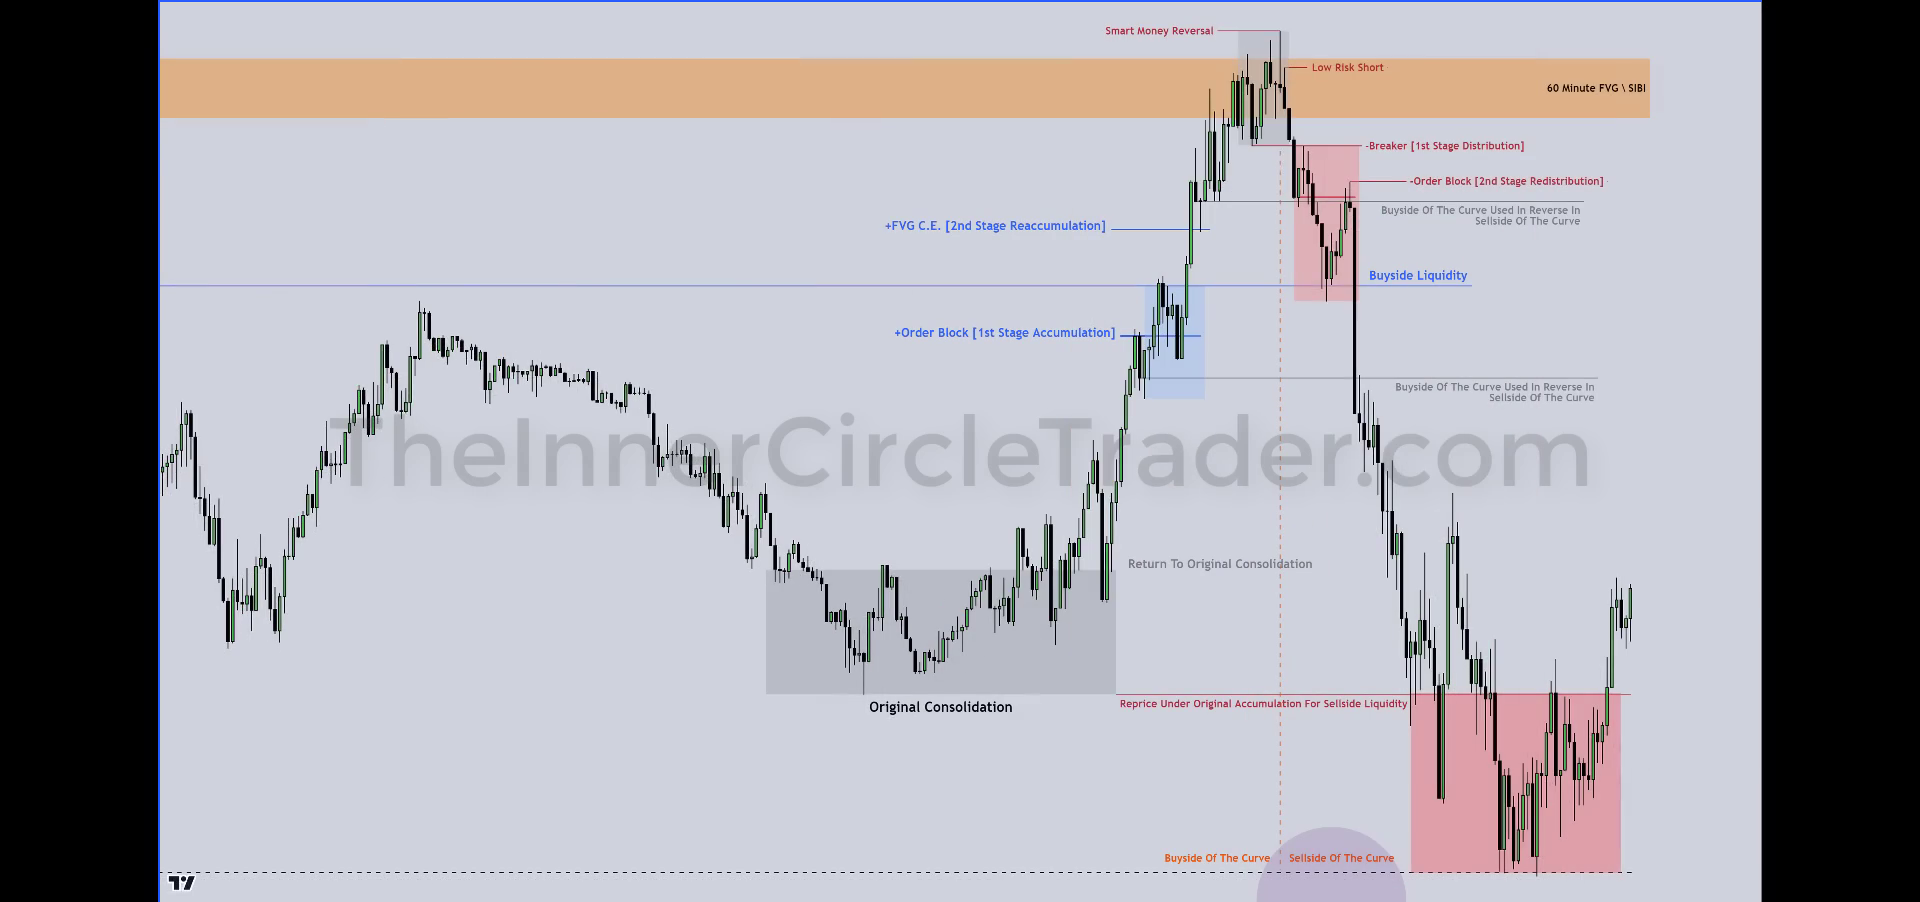 Smart Money Reversal
Low Risk Short
60 Minute FVG \ SIBI
-Breaker [1st Stage Distribution]
-Order Block [2nd Stage Redistribution]
Buyside Of The Curve Used In Reverse In
Sellside Of The Curve
+FVG C.E. [2nd Stage Reaccumulation]
Buyside Liquidity
+Order Block [1st Stage Accumulation]
Buyside Of The Curve Used In Reverse In
Sellside Of The Curve
TheInnerCircleTrader.com
Return To Original Consolidation
Original Consolidation
Reprice Under Original Accumulation For Sellside Liquidity
Buyside Of The Curve
Sellside Of The Curve